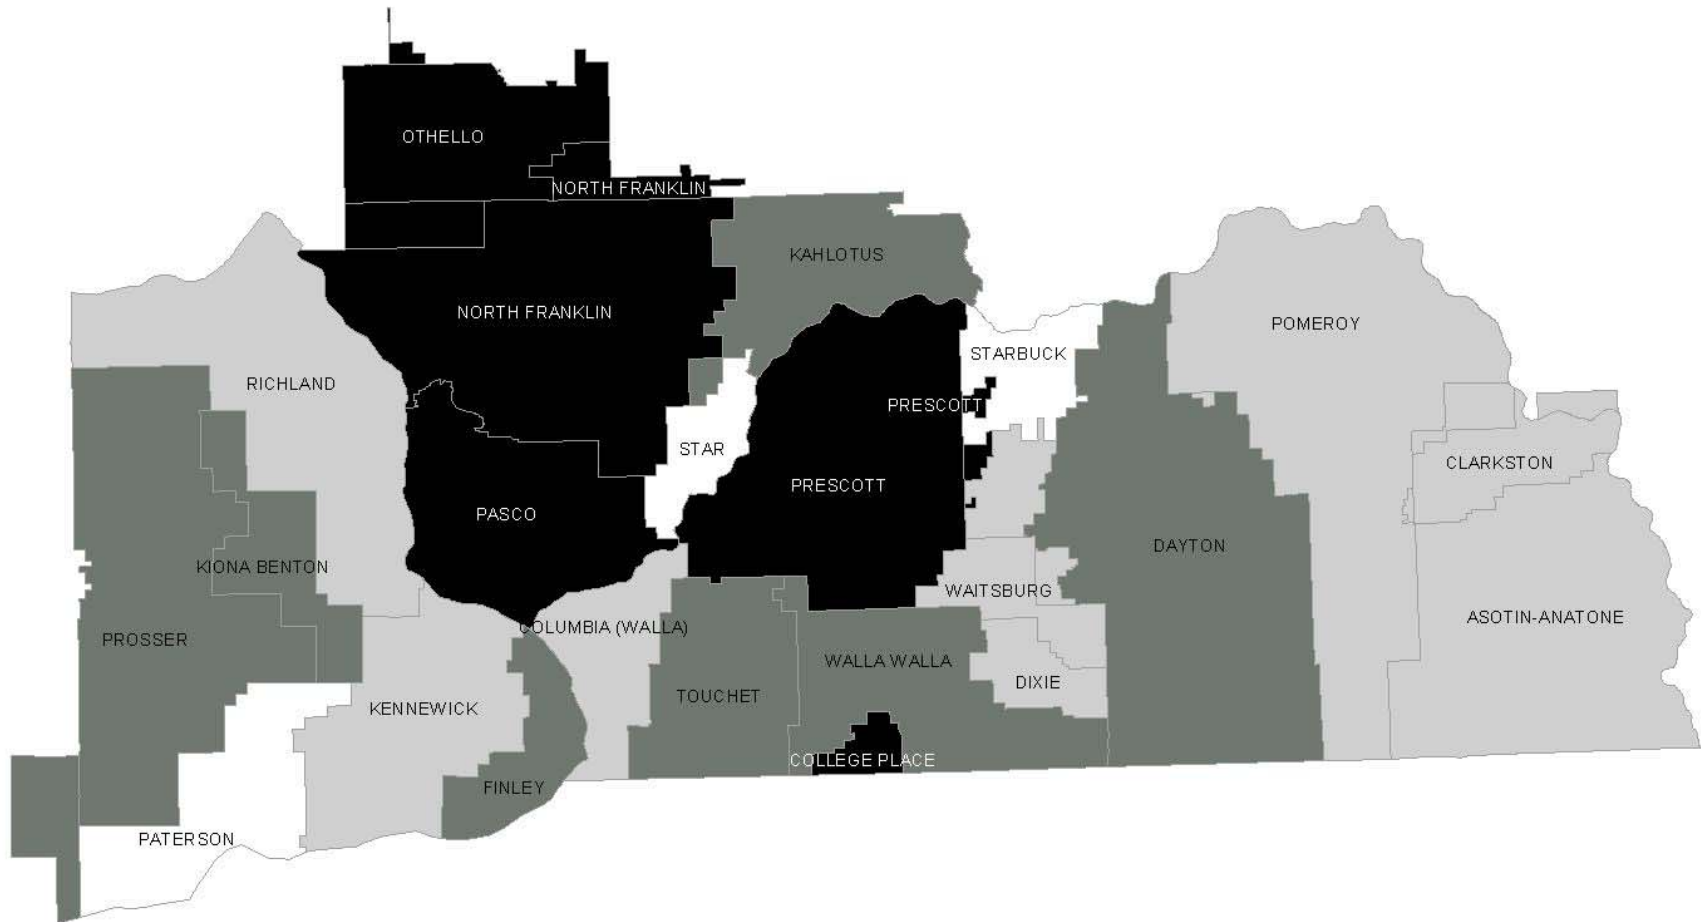 OTHELLO
NORTH FRANKLIN
KAHLOTUS
NORTH FRANKLIN
POMEROY
STARBUCK
RICHLAND
PRESCOTT
STAR
CLARKSTON
PRESCOTT
PASCO
DAYTON
KIONA BENTON
WAITSBURG
ASOTIN-ANATONE
COLUMBIA (WALLA)
PROSSER
WALLA WALLA
DIXIE
TOUCHET
KENNEWICK
COLLEGE PLACE
FINLEY
PATERSON